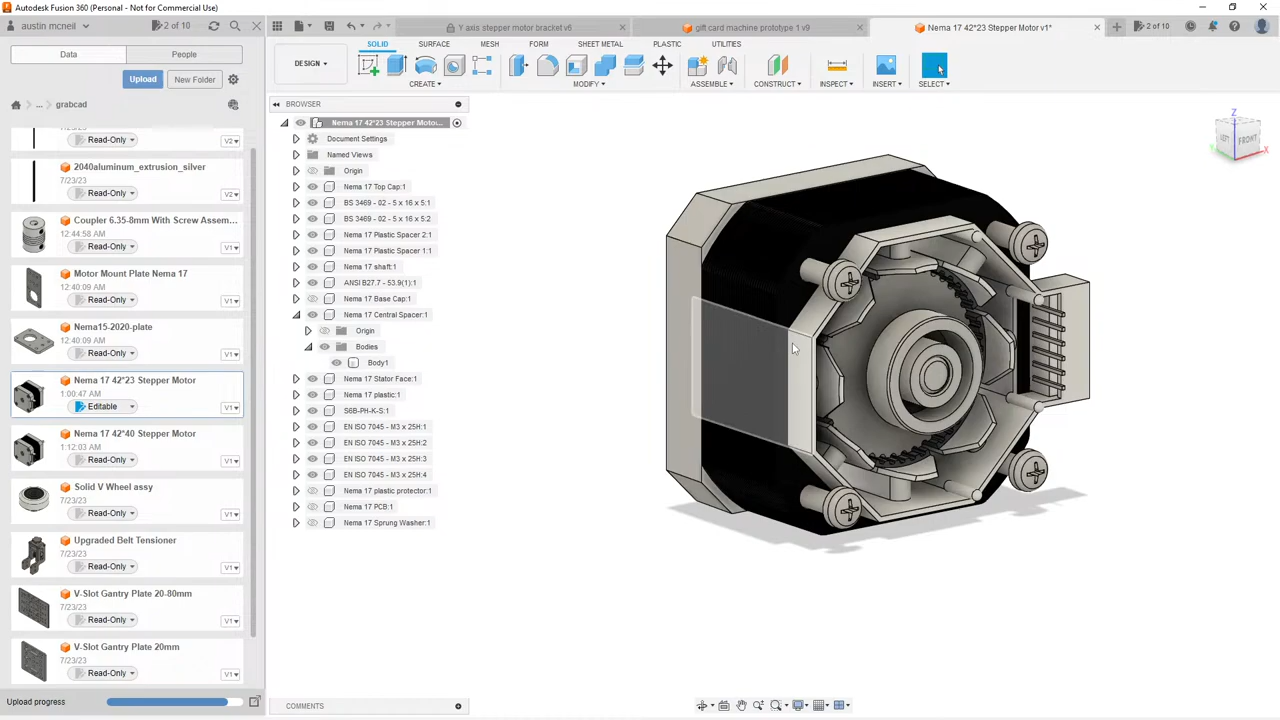 Autodesk Fusion 360 (Personal - Not for Commercial Use)
austin mcneil
2 of 10
Y axis stepper motor bracket v6
gift card machine prototype 1 v9
Nema 17 42*23 Stepper Motor v1*
2 of 10
Data
People
Upload
New Folder
... grabcad
DESIGN
SOLID
SURFACE
MESH
FORM
SHEET METAL
PLASTIC
UTILITIES
CREATE
MODIFY
ASSEMBLE
CONSTRUCT
INSPECT
INSERT
SELECT
Read-Only
V2
2040aluminum_extrusion_silver
7/23/23
Read-Only
V2
Coupler 6.35-8mm With Screw Assem...
12:44:58 AM
Read-Only
V1
Motor Mount Plate Nema 17
12:40:09 AM
Read-Only
V1
Nema15-2020-plate
12:40:09 AM
Read-Only
V1
Nema 17 42*23 Stepper Motor
1:00:47 AM
Editable
V1
Nema 17 42*40 Stepper Motor
1:12:03 AM
Read-Only
V1
Solid V Wheel assy
7/23/23
Read-Only
V1
Upgraded Belt Tensioner
7/23/23
Read-Only
V1
V-Slot Gantry Plate 20-80mm
7/23/23
Read-Only
V1
V-Slot Gantry Plate 20mm
7/23/23
Read-Only
V1
Upload progress
BROWSER
Nema 17 42*23 Stepper Moto...
Document Settings
Named Views
Origin
Nema 17 Top Cap:1
BS 3469 - 02 - 5 x 16 x 5:1
BS 3469 - 02 - 5 x 16 x 5:2
Nema 17 Plastic Spacer 2:1
Nema 17 Plastic Spacer 1:1
Nema 17 shaft:1
ANSI B27.7 - 53.9(1):1
Nema 17 Base Cap:1
Nema 17 Central Spacer:1
Origin
Bodies
Body1
Nema 17 Stator Face:1
Nema 17 plastic:1
S6B-PH-K-S:1
EN ISO 7045 - M3 x 25H:1
EN ISO 7045 - M3 x 25H:2
EN ISO 7045 - M3 x 25H:3
EN ISO 7045 - M3 x 25H:4
Nema 17 plastic protector:1
Nema 17 PCB:1
Nema 17 Sprung Washer:1
Z
LEFT
FRONT
X
COMMENTS